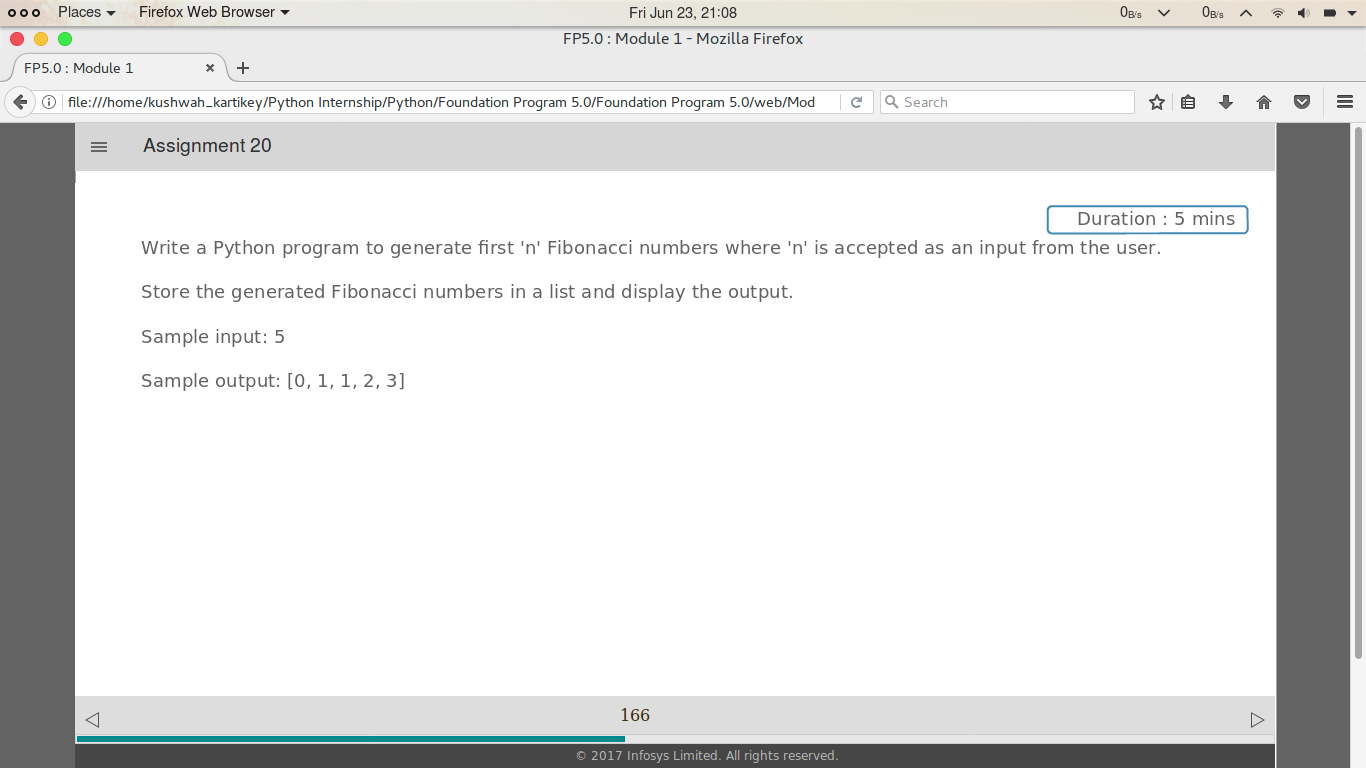 Places Firefox Web Browser Fri Jun 23, 21:08 0B/s 0B/s
FP5.0 : Module 1 - Mozilla Firefox
FP5.0 : Module 1
file:///home/kushwah_kartikey/Python Internship/Python/Foundation Program 5.0/Foundation Program 5.0/web/Mod Search
Assignment 20
Duration : 5 mins
Write a Python program to generate first 'n' Fibonacci numbers where 'n' is accepted as an input from the user.
Store the generated Fibonacci numbers in a list and display the output.
Sample input: 5
Sample output: [0, 1, 1, 2, 3]
166
© 2017 Infosys Limited. All rights reserved.